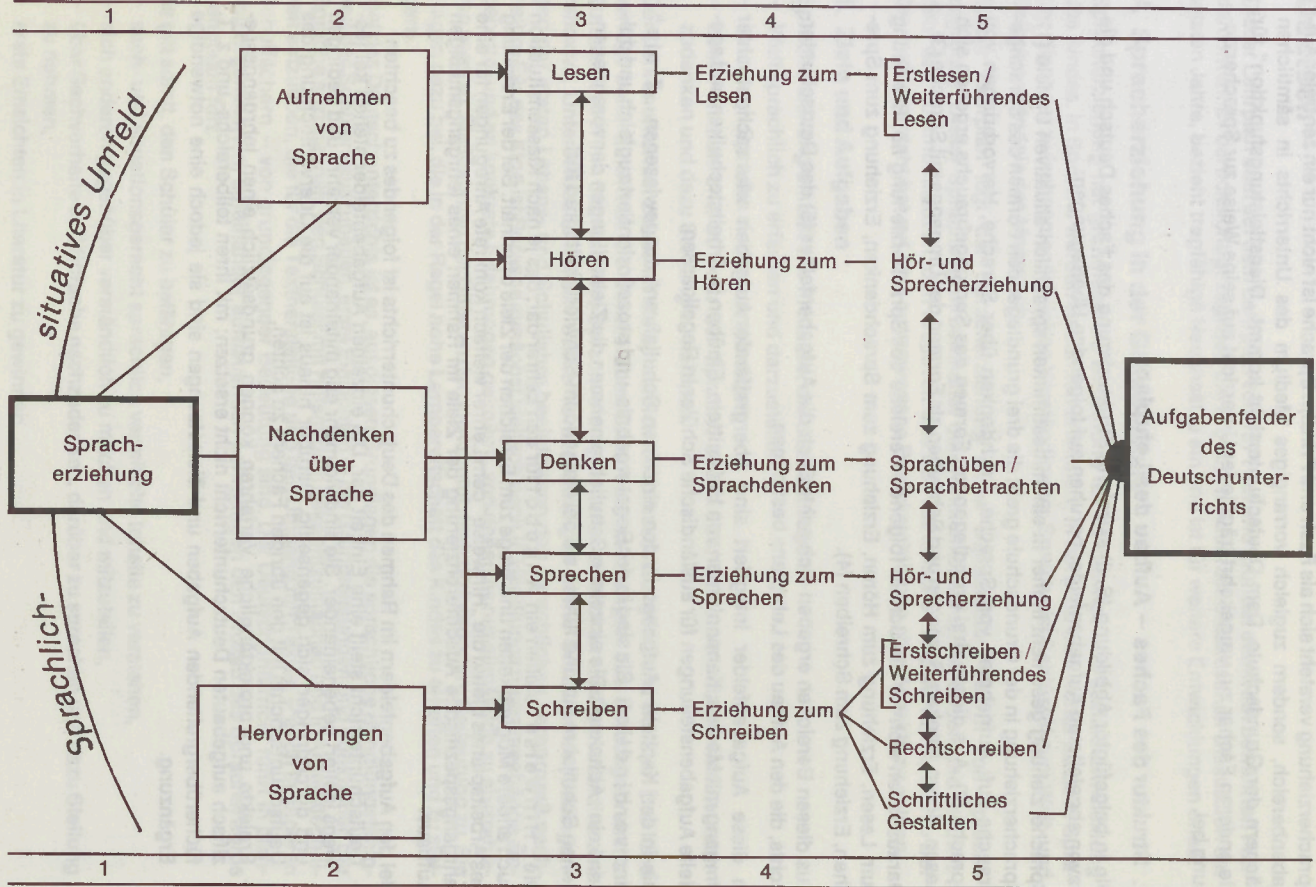 1 2 3 4 5
situatives Umfeld
Sprachlich-
Sprach-
erziehung
Aufnehmen
von
Sprache
Nachdenken
über
Sprache
Hervorbringen
von
Sprache
Lesen
Hören
Denken
Sprechen
Schreiben
Erziehung zum
Lesen
Erziehung zum
Hören
Erziehung zum
Sprachdenken
Erziehung zum
Sprechen
Erziehung zum
Schreiben
Erstlesen /
Weiterführendes
Lesen
Hör- und
Sprecherziehung
Sprachüben /
Sprachbetrachten
Hör- und
Sprecherziehung
Erstschreiben /
Weiterführendes
Schreiben
Rechtschreiben
Schriftliches
Gestalten
Aufgabenfelder
des
Deutschunter-
richts
1 2 3 4 5